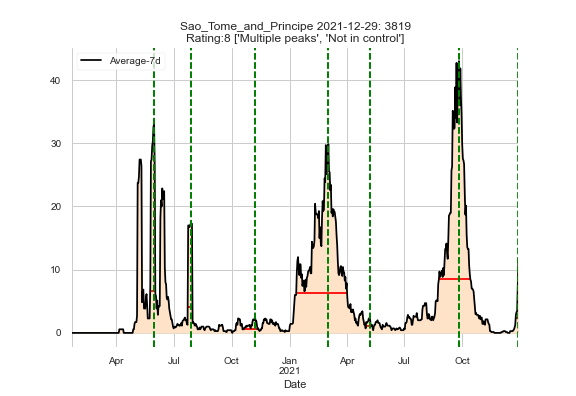 Sao_Tome_and_Principe 2021-12-29: 3819
Rating:8 ['Multiple peaks', 'Not in control']
Average-7d
40
30
20
10
0
Apr Jul Oct Jan Apr Jul Oct
2021
Date